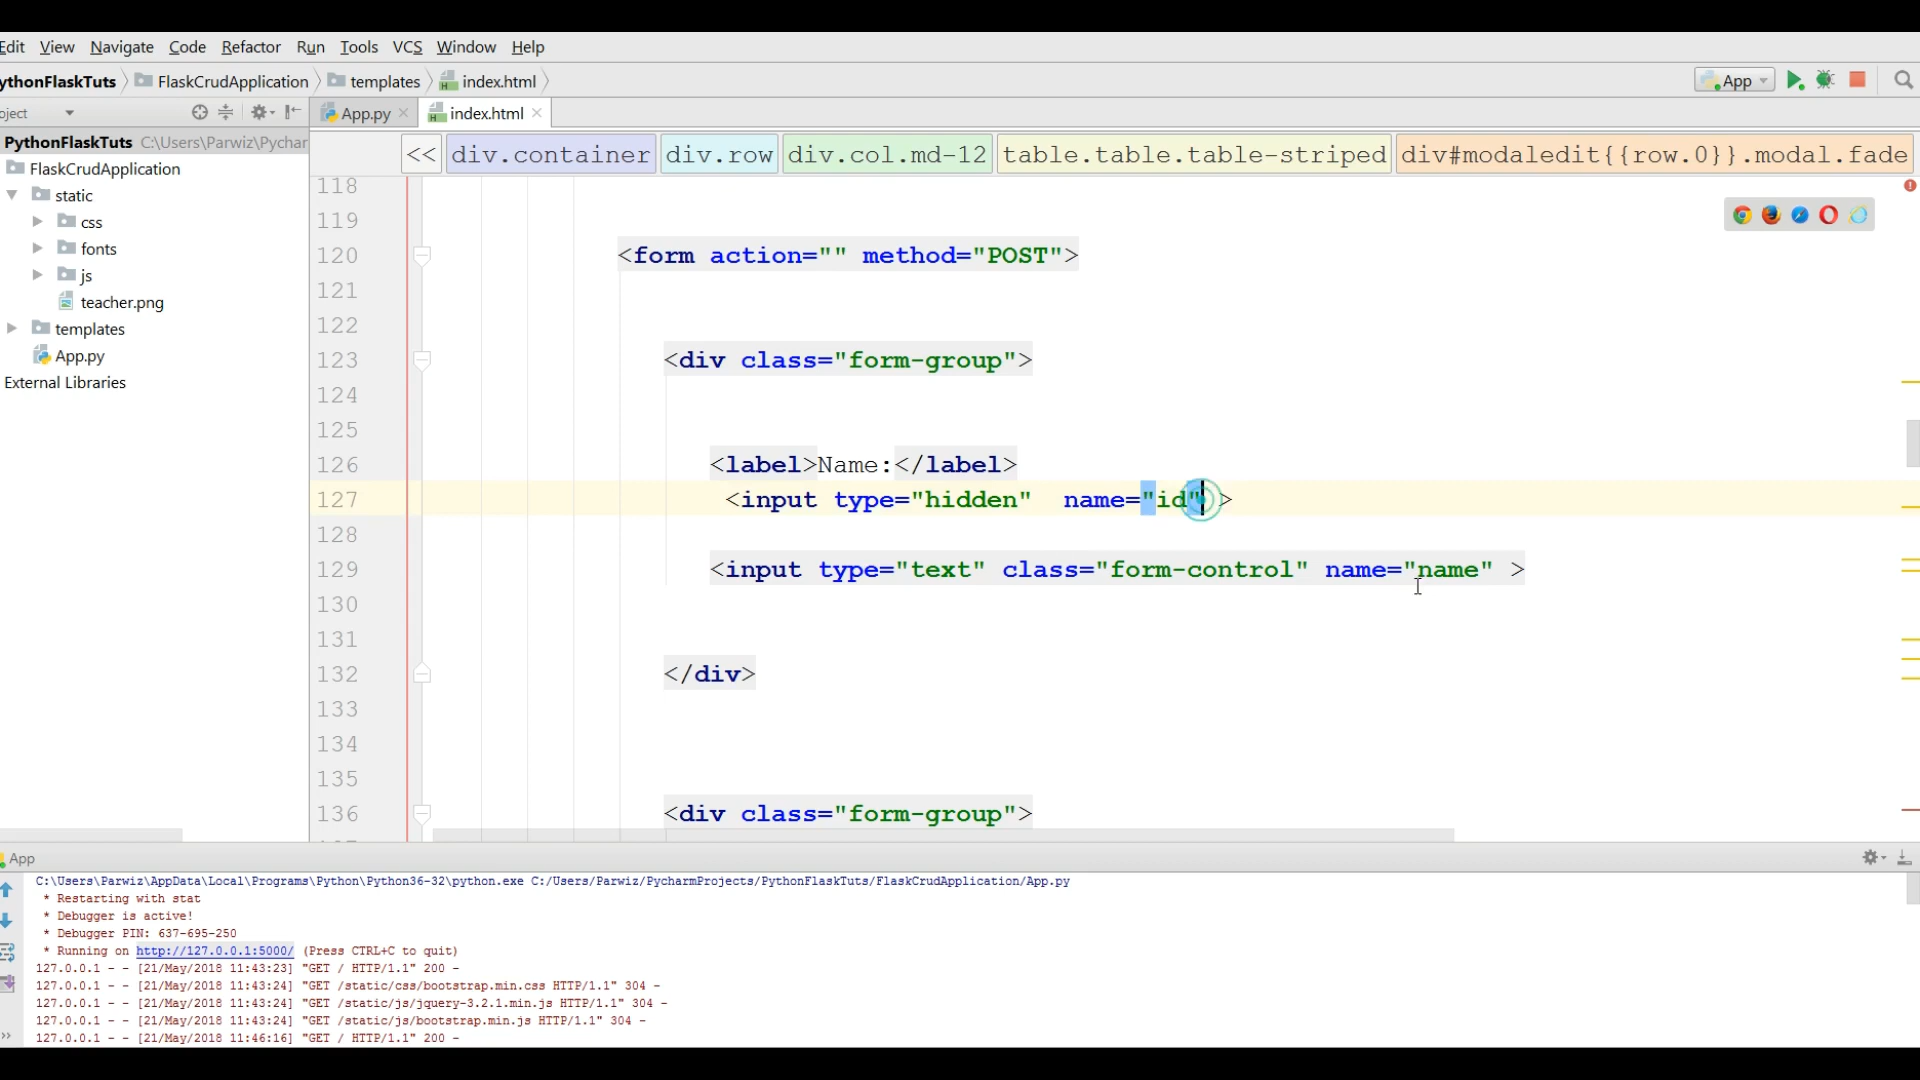 Edit View Navigate Code Refactor Run Tools VCS Window Help
ythonFlaskTuts FlaskCrudApplication templates index.html App
oject App.py index.html
PythonFlaskTuts C:\Users\Parwiz\Pychar
<< div.container div.row div.col.md-12 table.table.table-striped div#modaledit{{row.0}}.modal.fade
FlaskCrudApplication
static
css
fonts
js
teacher.png
templates
App.py
External Libraries
118
119
120 <form action="" method="POST">
121
122
123 <div class="form-group">
124
125
126 <label>Name:</label>
127 <input type="hidden" name="id" >
128
129 <input type="text" class="form-control" name="name" >
130
131
132 </div>
133
134
135
136 <div class="form-group">
App
C:\Users\Parwiz\AppData\Local\Programs\Python\Python36-32\python.exe C:/Users/Parwiz/PycharmProjects/PythonFlaskTuts/FlaskCrudApplication/App.py
* Restarting with stat
* Debugger is active!
* Debugger PIN: 637-695-250
* Running on http://127.0.0.1:5000/ (Press CTRL+C to quit)
127.0.0.1 - - [21/May/2018 11:43:23] "GET / HTTP/1.1" 200 -
127.0.0.1 - - [21/May/2018 11:43:24] "GET /static/css/bootstrap.min.css HTTP/1.1" 304 -
127.0.0.1 - - [21/May/2018 11:43:24] "GET /static/js/jquery-3.2.1.min.js HTTP/1.1" 304 -
127.0.0.1 - - [21/May/2018 11:43:24] "GET /static/js/bootstrap.min.js HTTP/1.1" 304 -
127.0.0.1 - - [21/May/2018 11:46:16] "GET / HTTP/1.1" 200 -